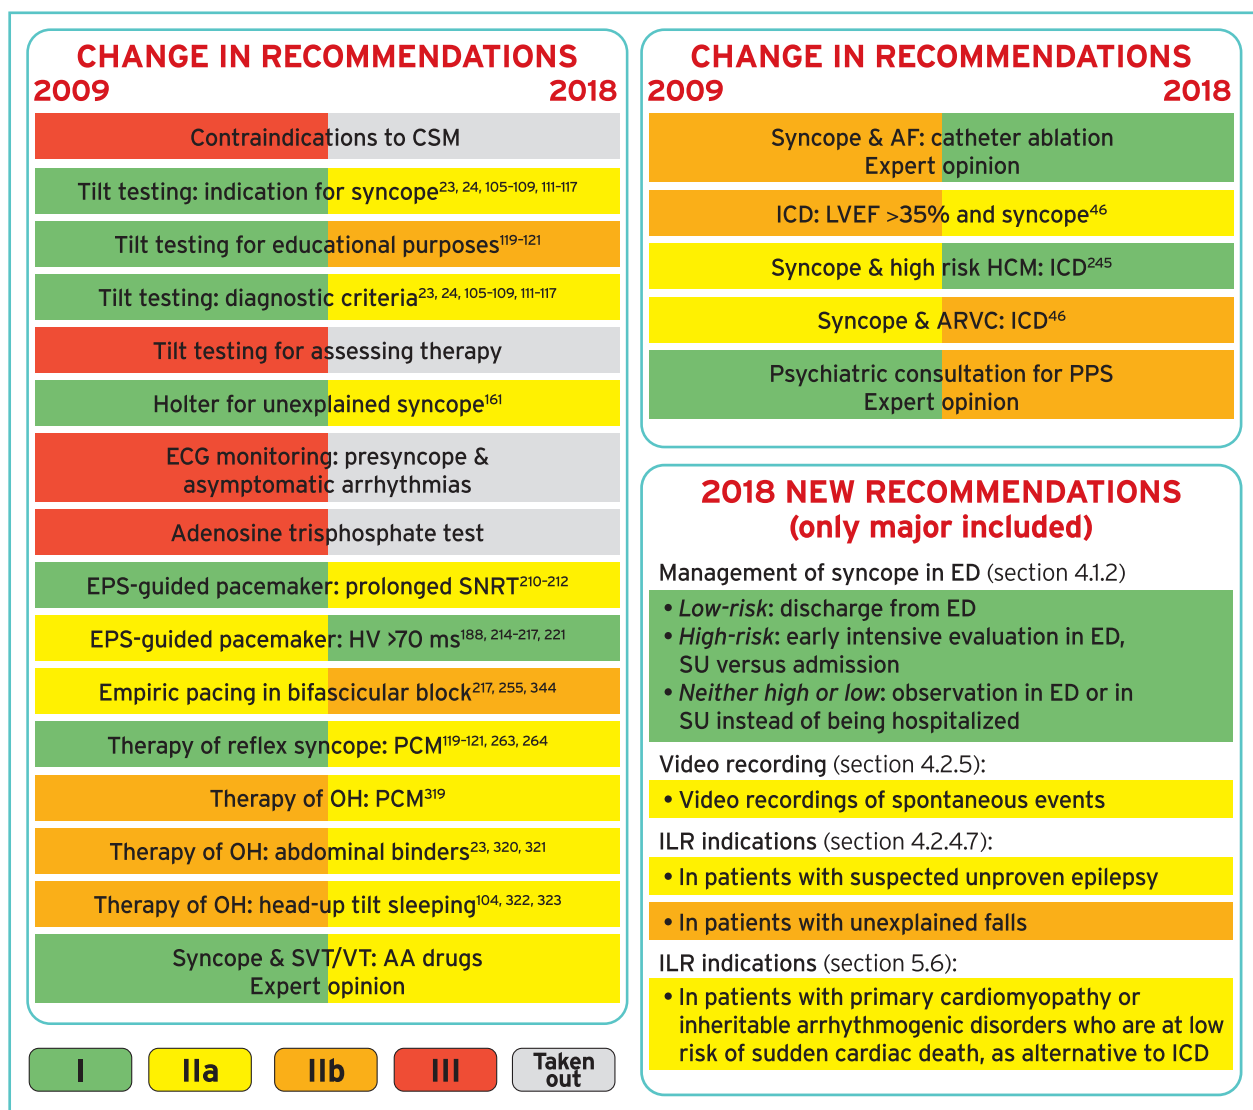 CHANGE IN RECOMMENDATIONS
2009 2018
Contraindications to CSM
Tilt testing: indication for syncope23, 24, 105–109, 111–117
Tilt testing for educational purposes119–121
Tilt testing: diagnostic criteria23, 24, 105–109, 111–117
Tilt testing for assessing therapy
Holter for unexplained syncope161
ECG monitoring: presyncope &
asymptomatic arrhythmias
Adenosine trisphosphate test
EPS-guided pacemaker: prolonged SNRT210–212
EPS-guided pacemaker: HV >70 ms188, 214–217, 221
Empiric pacing in bifascicular block217, 255, 344
Therapy of reflex syncope: PCM119–121, 263, 264
Therapy of OH: PCM319
Therapy of OH: abdominal binders23, 320, 321
Therapy of OH: head-up tilt sleeping104, 322, 323
Syncope & SVT/VT: AA drugs
Expert opinion
I IIa IIb III Taken
out
CHANGE IN RECOMMENDATIONS
2009 2018
Syncope & AF: catheter ablation
Expert opinion
ICD: LVEF >35% and syncope46
Syncope & high risk HCM: ICD245
Syncope & ARVC: ICD46
Psychiatric consultation for PPS
Expert opinion
2018 NEW RECOMMENDATIONS
(only major included)
Management of syncope in ED (section 4.1.2)
• Low-risk: discharge from ED
• High-risk: early intensive evaluation in ED,
SU versus admission
• Neither high or low: observation in ED or in
SU instead of being hospitalized
Video recording (section 4.2.5):
• Video recordings of spontaneous events
ILR indications (section 4.2.4.7):
• In patients with suspected unproven epilepsy
• In patients with unexplained falls
ILR indications (section 5.6):
• In patients with primary cardiomyopathy or
inheritable arrhythmogenic disorders who are at low
risk of sudden cardiac death, as alternative to ICD